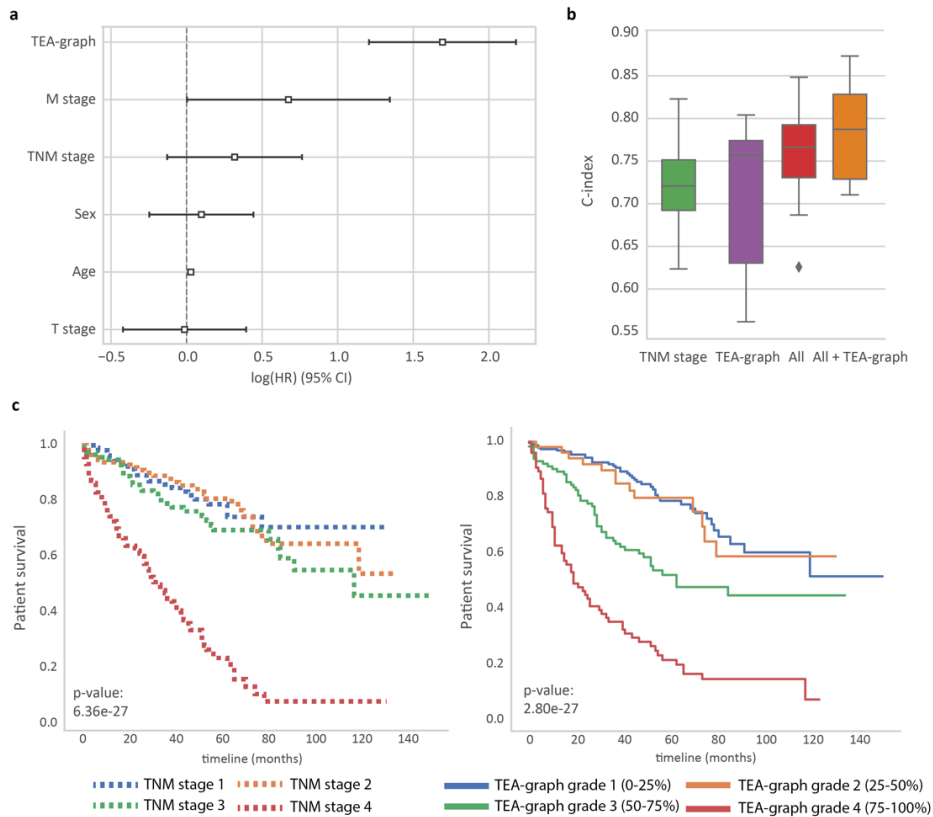 a
TEA-graph
M stage
TNM stage
Sex
Age
T stage
−0.5 0.0 0.5 1.0 1.5 2.0
log(HR) (95% CI)
b
0.90
0.85
0.80
0.75
0.70
0.65
0.60
0.55
C-index
TNM stage TEA-graph All All + TEA-graph
c
1.0
0.8
0.6
0.4
0.2
0.0
Patient survival
p-value:
6.36e-27
0 20 40 60 80 100 120 140
timeline (months)
TNM stage 1 TNM stage 2
TNM stage 3 TNM stage 4
1.0
0.8
0.6
0.4
0.2
0.0
Patient survival
p-value:
2.80e-27
0 20 40 60 80 100 120 140
timeline (months)
TEA-graph grade 1 (0-25%) TEA-graph grade 2 (25-50%)
TEA-graph grade 3 (50-75%) TEA-graph grade 4 (75-100%)